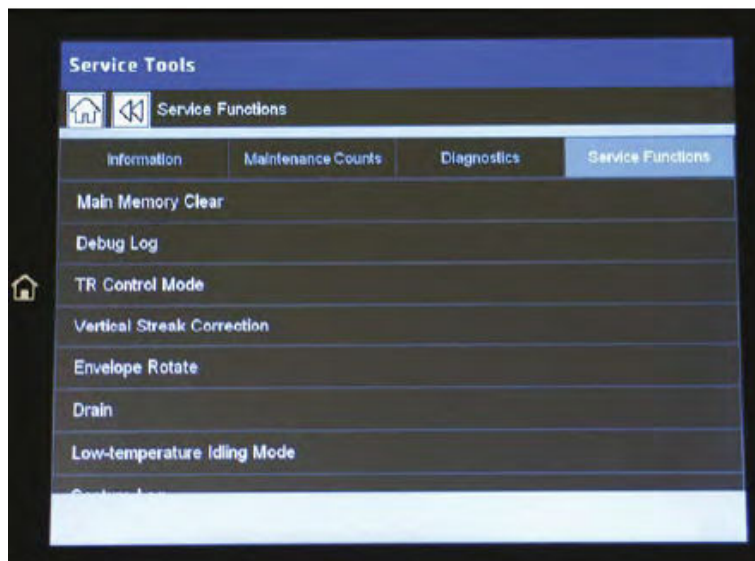 Service Tools
Service Functions
Information Maintenance Counts Diagnostics Service Functions
Main Memory Clear
Debug Log
TR Control Mode
Vertical Streak Correction
Envelope Rotate
Drain
Low-temperature Idling Mode